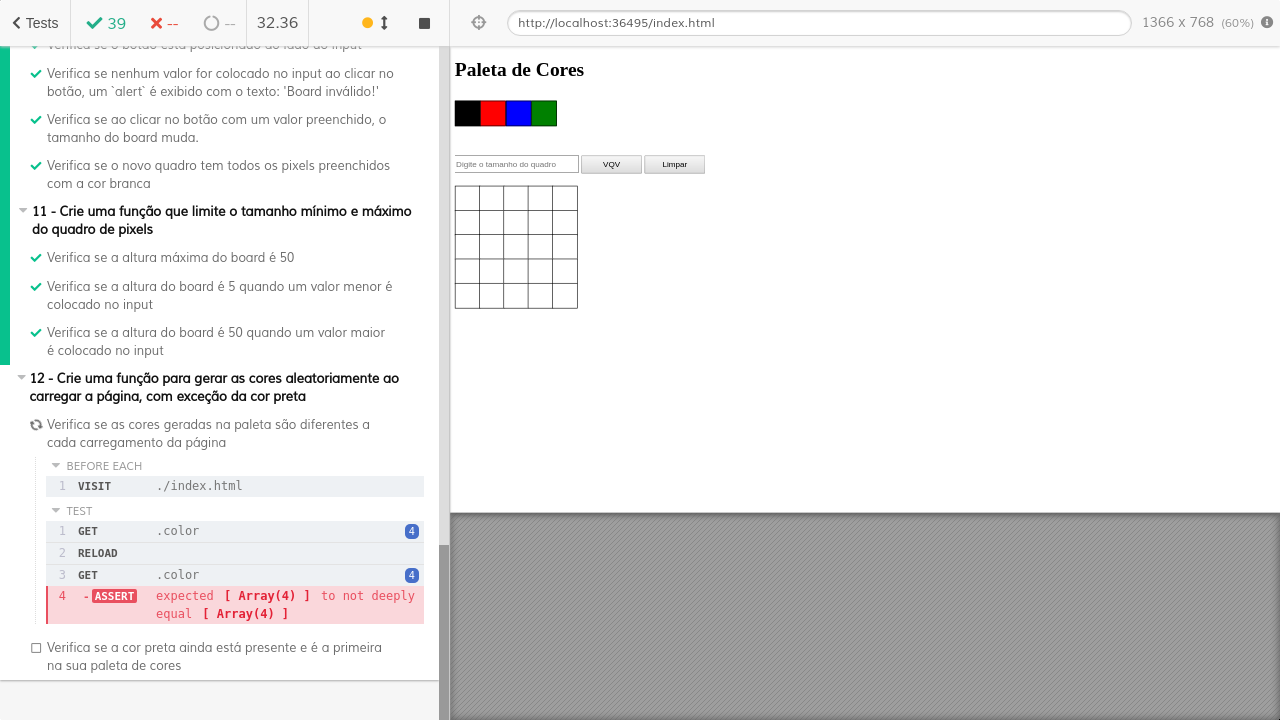 Tests
39
--
--
32.36
http://localhost:36495/index.html
1366 x 768 (60%)
Verifica se o botão está posicionado ao lado do input
Verifica se nenhum valor for colocado no input ao clicar no
botão, um `alert` é exibido com o texto: 'Board inválido!'
Verifica se ao clicar no botão com um valor preenchido, o
tamanho do board muda.
Verifica se o novo quadro tem todos os pixels preenchidos
com a cor branca
11 - Crie uma função que limite o tamanho mínimo e máximo
do quadro de pixels
Verifica se a altura máxima do board é 50
Verifica se a altura do board é 5 quando um valor menor é
colocado no input
Verifica se a altura do board é 50 quando um valor maior
é colocado no input
12 - Crie uma função para gerar as cores aleatoriamente ao
carregar a página, com exceção da cor preta
Verifica se as cores geradas na paleta são diferentes a
cada carregamento da página
BEFORE EACH
1 VISIT ./index.html
TEST
1 GET .color 4
2 RELOAD
3 GET .color 4
4 -ASSERT expected [ Array(4) ] to not deeply
equal [ Array(4) ]
Verifica se a cor preta ainda está presente e é a primeira
na sua paleta de cores
Paleta de Cores
Digite o tamanho do quadro
VQV
Limpar